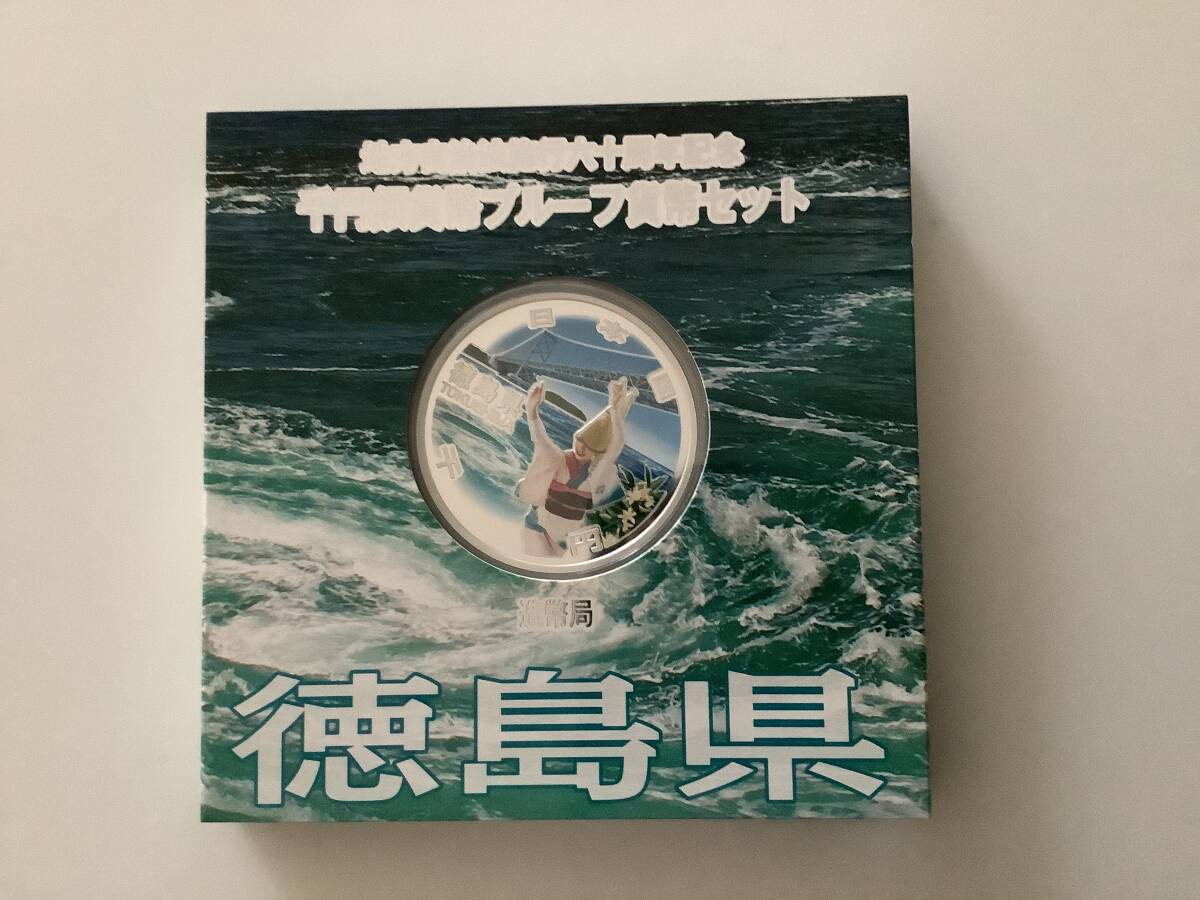 地方自治法施行六十周年記念
千円銀貨幣プルーフ貨幣セット
日本国
徳島県
TOKUSHIMA
千
円
造幣局
徳島県